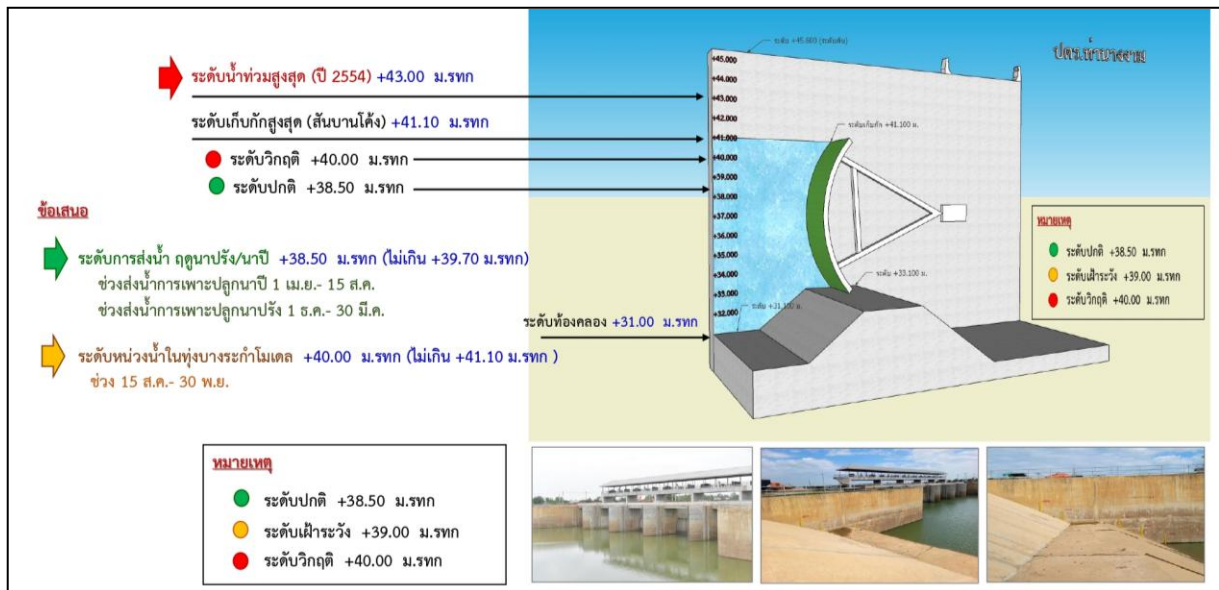 ระดับน้ำท่วมสูงสุด (ปี 2554) +43.00 ม.รทก
ระดับเก็บกักสูงสุด (สันบานโค้ง) +41.10 ม.รทก
ระดับวิกฤติ +40.00 ม.รทก
ระดับปกติ +38.50 ม.รทก
ข้อเสนอ
ระดับการส่งน้ำ ฤดูนาปรัง/นาปี +38.50 ม.รทก (ไม่เกิน +39.70 ม.รทก)
ช่วงส่งน้ำการเพาะปลูกนาปี 1 เม.ย.- 15 ส.ค.
ช่วงส่งน้ำการเพาะปลูกนาปรัง 1 ธ.ค.- 30 มี.ค.
ระดับท้องคลอง +31.00 ม.รทก
ระดับหน่วงน้ำในทุ่งบางระกำโมเดล +40.00 ม.รทก (ไม่เกิน +41.10 ม.รทก )
ช่วง 15 ส.ค.- 30 พ.ย.
หมายเหตุ
ระดับปกติ +38.50 ม.รทก
ระดับเฝ้าระวัง +39.00 ม.รทก
ระดับวิกฤติ +40.00 ม.รทก
+45.000
+44.000
+43.000
+42.000
+41.000
+40.000
+39.000
+38.000
+37.000
+36.000
+35.000
+34.000
+33.000
+32.000
ระดับเก็บกัก +41.100 ม.
ระดับ +33.100 ม.
หมายเหตุ
ระดับปกติ +38.50 ม.รทก
ระดับเฝ้าระวัง +39.00 ม.รทก
ระดับวิกฤติ +40.00 ม.รทก